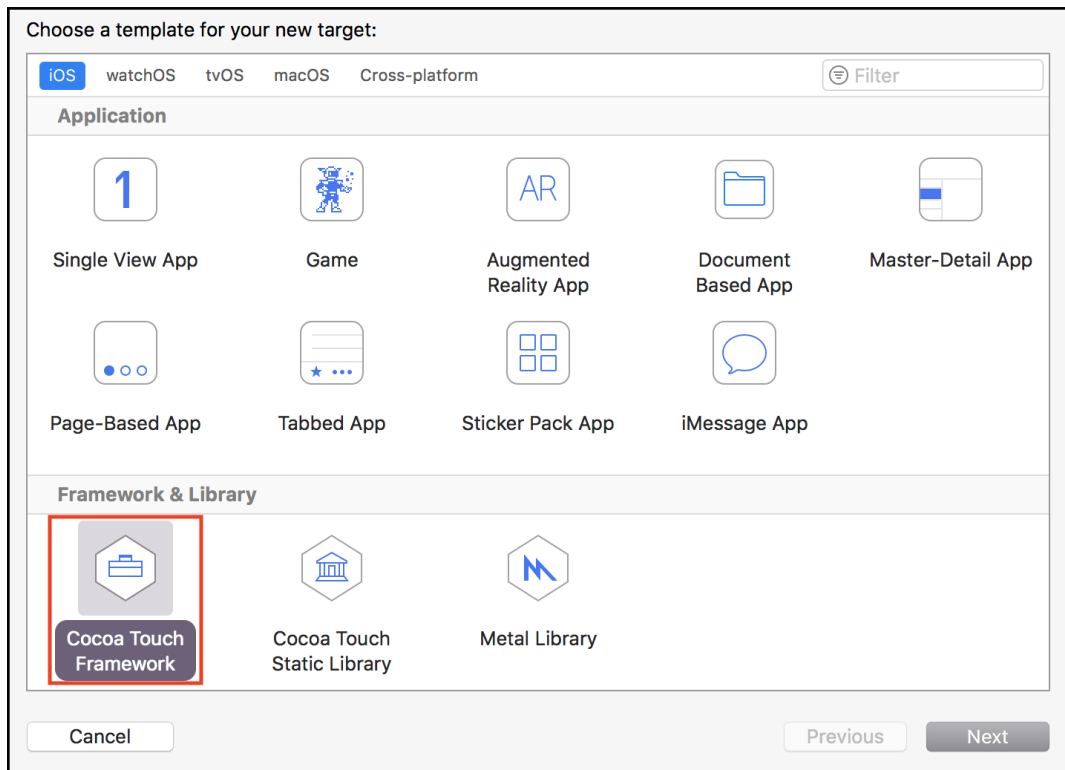 Choose a template for your new target:
iOS watchOS tvOS macOS Cross-platform Filter
Application
1 AR
Single View App Game Augmented Document Master-Detail App
Reality App Based App
Page-Based App Tabbed App Sticker Pack App iMessage App
Framework & Library
Cocoa Touch Cocoa Touch Metal Library
Framework Static Library
Cancel Previous Next